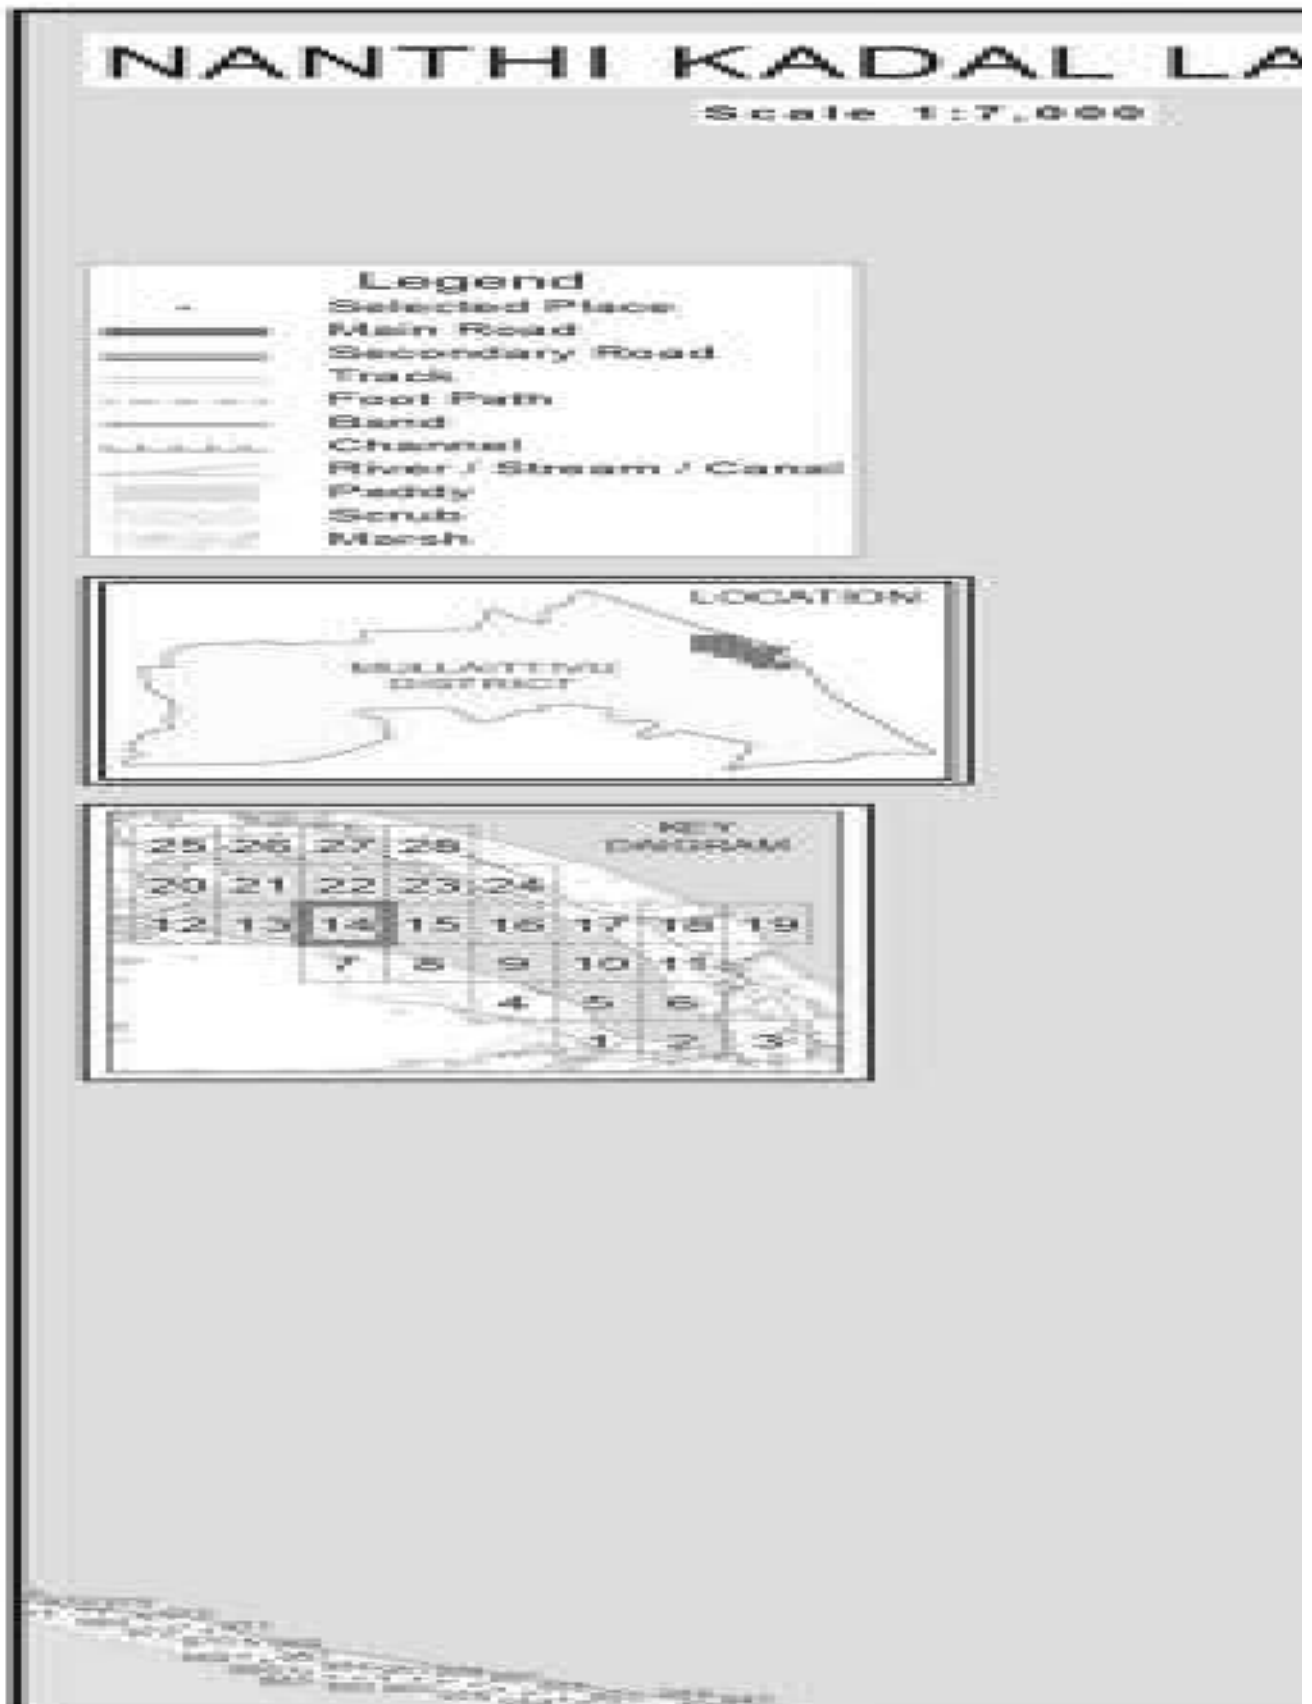 NANTHI KADAL LA
Scale 1:7,000
Legend
Selected Place
Main Road
Secondary Road
Track
Foot Path
Band
Channel
River / Stream / Canal
Paddy
Scrub
Marsh
LOCATION
MULLAITTIVU
DISTRICT
KEY
DAIGRAM
25 26 27 28
20 21 22 23 24
12 13 14 15 16 17 18 19
7 8 9 10 11
4 5 6
1 2 3